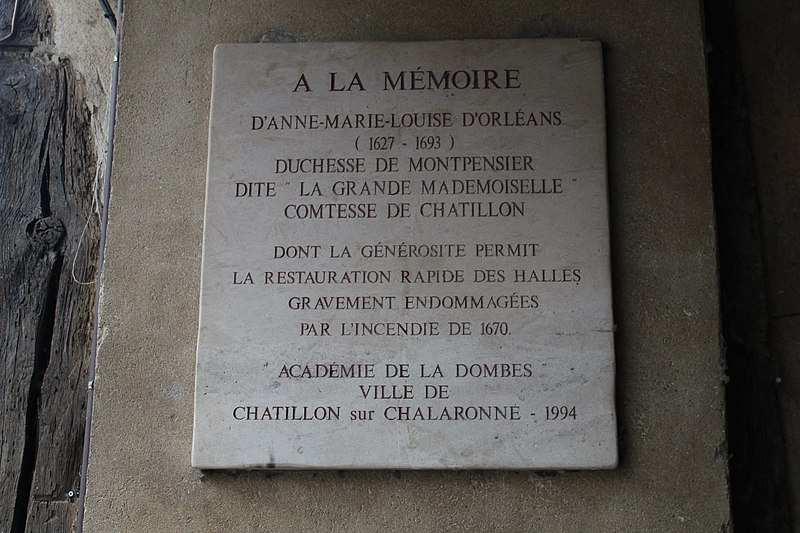 A LA MÉMOIRE
D'ANNE-MARIE-LOUISE D'ORLÉANS
( 1627 - 1693 )
DUCHESSE DE MONTPENSIER
DITE " LA GRANDE MADEMOISELLE "
COMTESSE DE CHATILLON
DONT LA GÉNÉROSITE PERMIT
LA RESTAURATION RAPIDE DES HALLES
GRAVEMENT ENDOMMAGÉES
PAR L'INCENDIE DE 1670.
" ACADÉMIE DE LA DOMBES "
VILLE DE
CHATILLON sur CHALARONNE - 1994